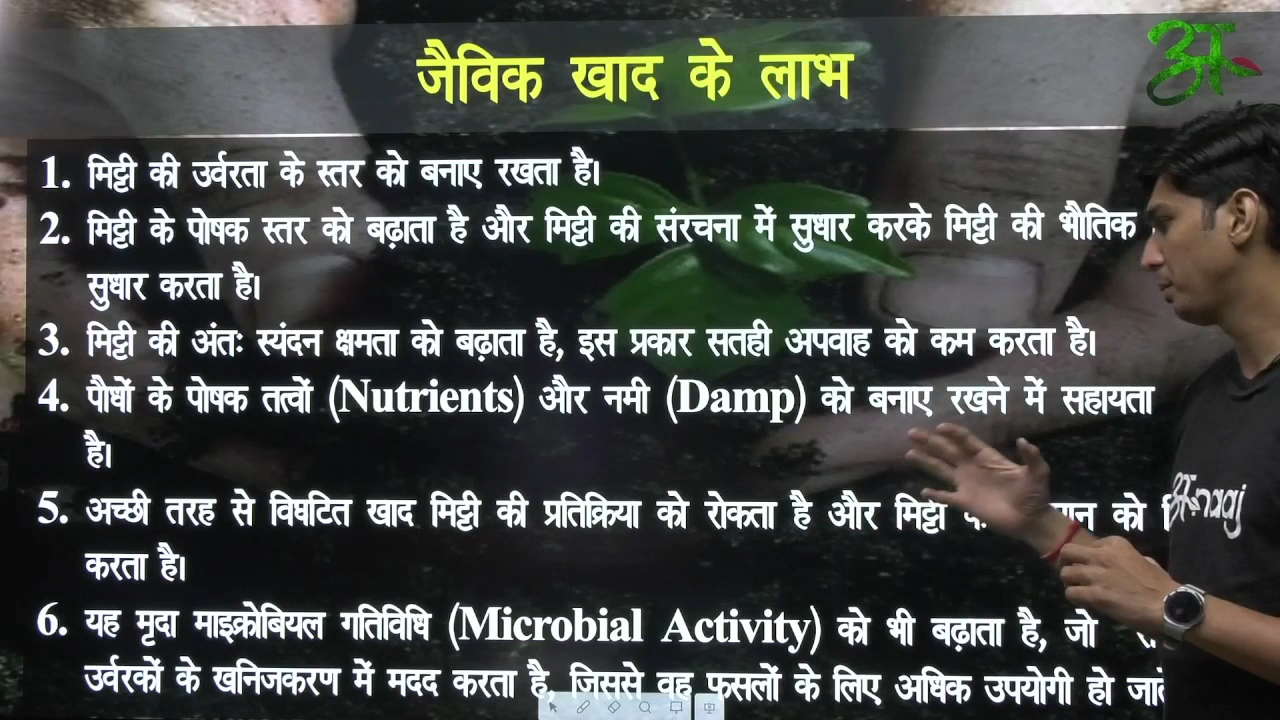 जैविक खाद के लाभ
अ
1. मिट्टी की उर्वरता के स्तर को बनाए रखता है।
2. मिट्टी के पोषक स्तर को बढ़ाता है और मिट्टी की संरचना में सुधार करके मिट्टी की भौतिक
सुधार करता है।
3. मिट्टी की अंतः स्यंदन क्षमता को बढ़ाता है, इस प्रकार सतही अपवाह को कम करता है।
4. पौधों के पोषक तत्वों (Nutrients) और नमी (Damp) को बनाए रखने में सहायता
है।
5. अच्छी तरह से विघटित खाद मिट्टी की प्रतिक्रिया को रोकता है और मिट्टी को
करता है।
अnaaj
6. यह मृदा माइक्रोबियल गतिविधि (Microbial Activity) को भी बढ़ाता है, जो
उर्वरकों के खनिजकरण में मदद करता है, जिससे वह फसलों के लिए अधिक उपयोगी हो